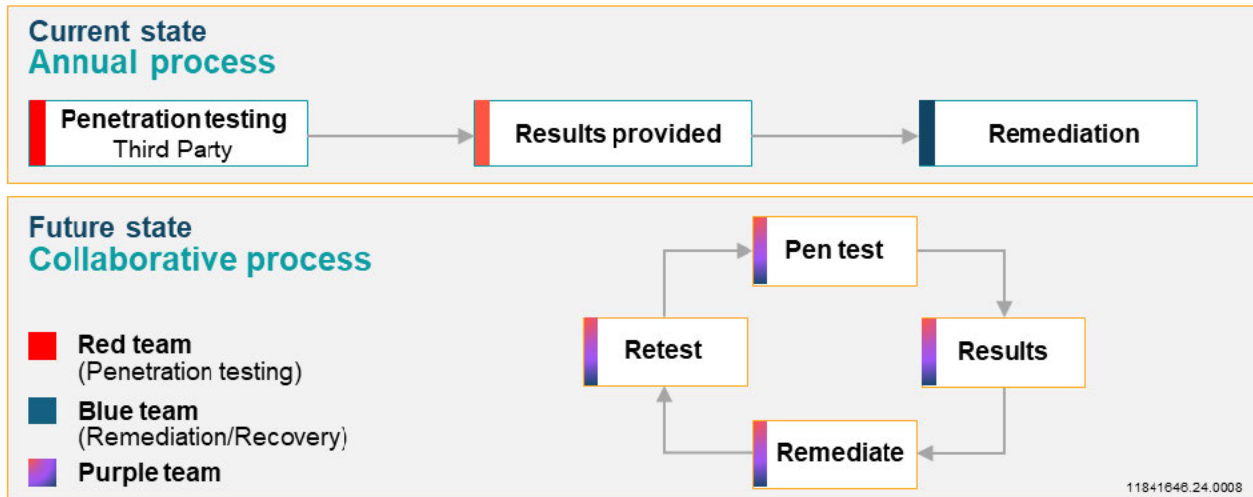 Current state
Annual process
Penetration testing
Third Party
Results provided
Remediation
Future state
Collaborative process
Pen test
Retest
Results
Remediate
Red team
(Penetration testing)
Blue team
(Remediation/Recovery)
Purple team
11841646.24.0008